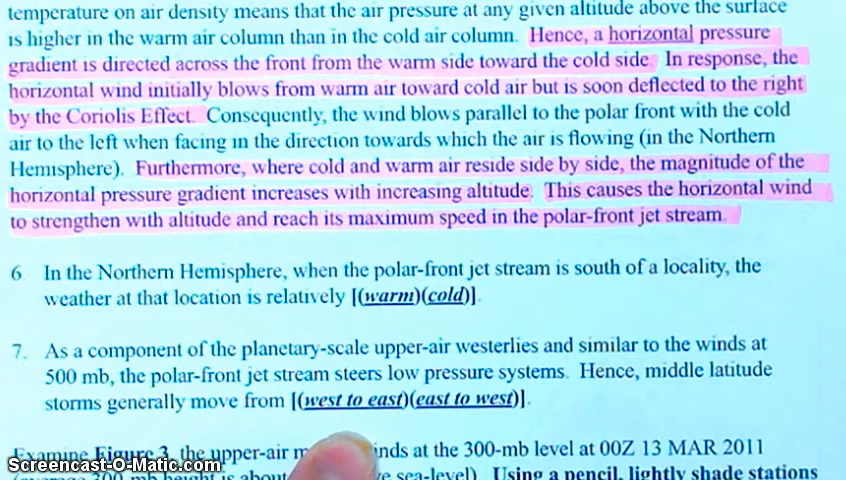 temperature on air density means that the air pressure at any given altitude above the surface
is higher in the warm air column than in the cold air column. Hence, a horizontal pressure
gradient is directed across the front from the warm side toward the cold side. In response, the
horizontal wind initially blows from warm air toward cold air but is soon deflected to the right
by the Coriolis Effect. Consequently, the wind blows parallel to the polar front with the cold
air to the left when facing in the direction towards which the air is flowing (in the Northern
Hemisphere). Furthermore, where cold and warm air reside side by side, the magnitude of the
horizontal pressure gradient increases with increasing altitude. This causes the horizontal wind
to strengthen with altitude and reach its maximum speed in the polar-front jet stream.
6. In the Northern Hemisphere, when the polar-front jet stream is south of a locality, the
weather at that location is relatively [(warm)(cold)].
7. As a component of the planetary-scale upper-air westerlies and similar to the winds at
500 mb, the polar-front jet stream steers low pressure systems. Hence, middle latitude
storms generally move from [(west to east)(east to west)].
Examine Figure 3, the upper-air inds at the 300-mb level at 00Z 13 MAR 2011
300 mb height is about sea-level). Using a pencil, lightly shade stations
Screencast-O-Matic.com